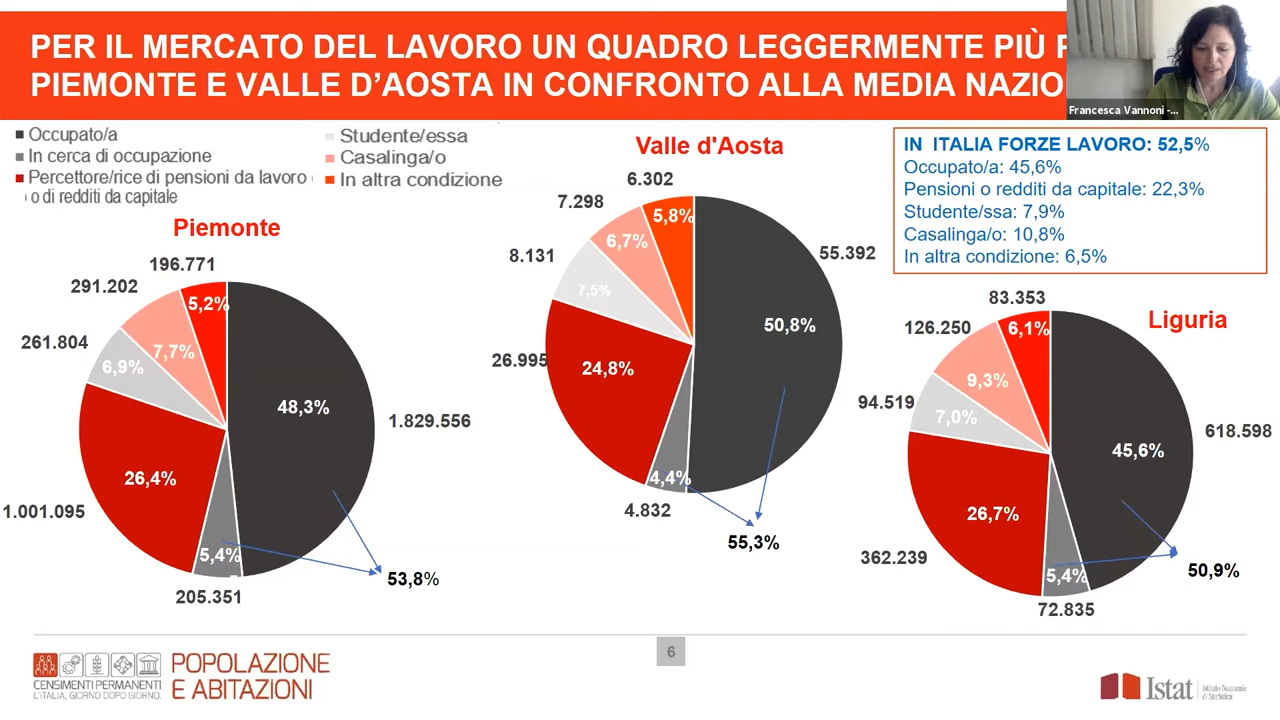 PER IL MERCATO DEL LAVORO UN QUADRO LEGGERMENTE PIÙ
PIEMONTE E VALLE D'AOSTA IN CONFRONTO ALLA MEDIA NAZIO
Francesca Vannoni -...
Occupato/a
In cerca di occupazione
Percettore/rice di pensioni da lavoro
o di redditi da capitale
Studente/essa
Casalinga/o
In altra condizione
Piemonte
196.771
291.202
261.804
5,2%
7,7%
6,9%
48,3%
1.829.556
26,4%
1.001.095
5,4%
205.351
53,8%
Valle d'Aosta
6.302
7.298
8.131
5,8%
6,7%
7,5%
55.392
50,8%
26.995
24,8%
4,4%
4.832
55,3%
IN ITALIA FORZE LAVORO: 52,5%
Occupato/a: 45,6%
Pensioni o redditi da capitale: 22,3%
Studente/ssa: 7,9%
Casalinga/o: 10,8%
In altra condizione: 6,5%
Liguria
83.353
126.250
94.519
6,1%
9,3%
7,0%
618.598
45,6%
26,7%
362.239
5,4%
72.835
50,9%
CENSIMENTI PERMANENTI
L'ITALIA, GIORNO DOPO GIORNO.
POPOLAZIONE
E ABITAZIONI
6
Istat
Istituto Nazionale
di Statistica